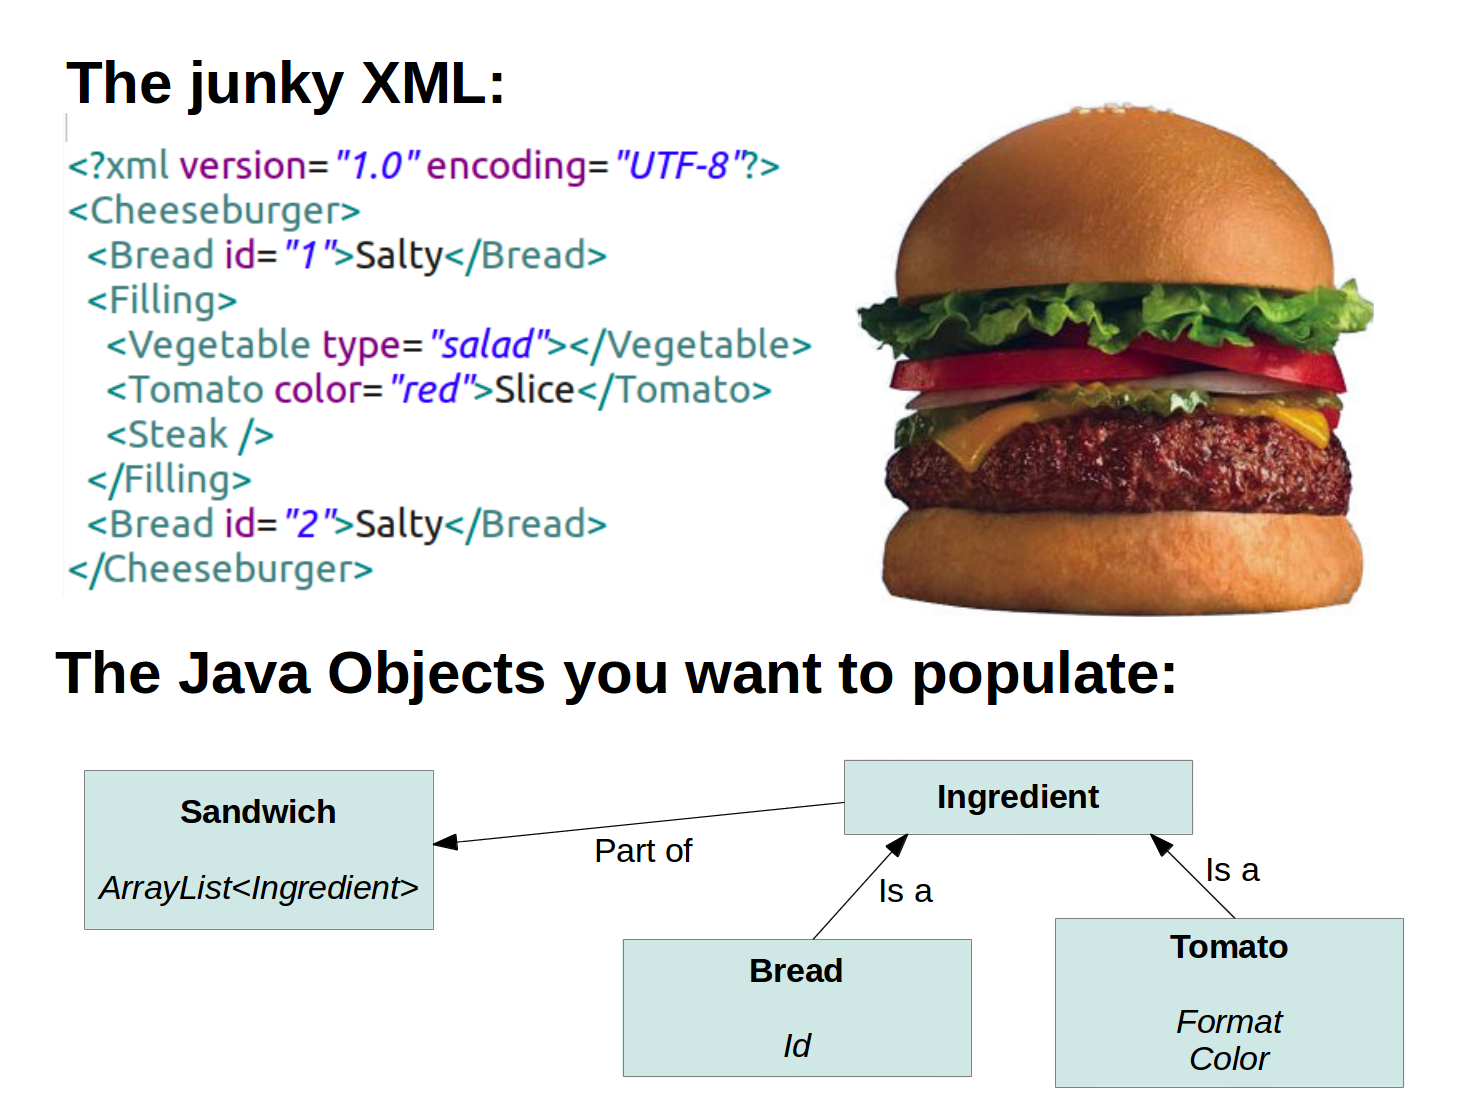 The junky XML:
<?xml version="1.0" encoding="UTF-8"?>
<Cheeseburger>
<Bread id="1">Salty</Bread>
<Filling>
<Vegetable type="salad"></Vegetable>
<Tomato color="red">Slice</Tomato>
<Steak />
</Filling>
<Bread id="2">Salty</Bread>
</Cheeseburger>
The Java Objects you want to populate:
Sandwich
ArrayList<Ingredient>
Part of
Ingredient
Is a
Is a
Bread
Id
Tomato
Format
Color